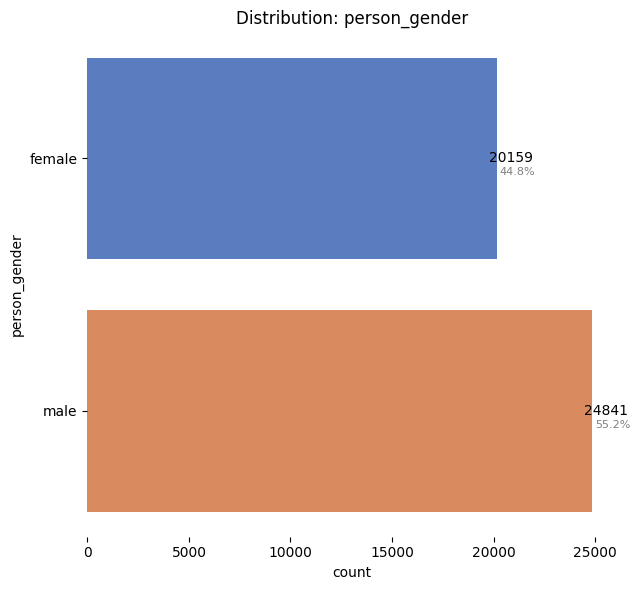 Distribution: person_gender
person_gender
female
20159
44.8%
male
24841
55.2%
0 5000 10000 15000 20000 25000
count